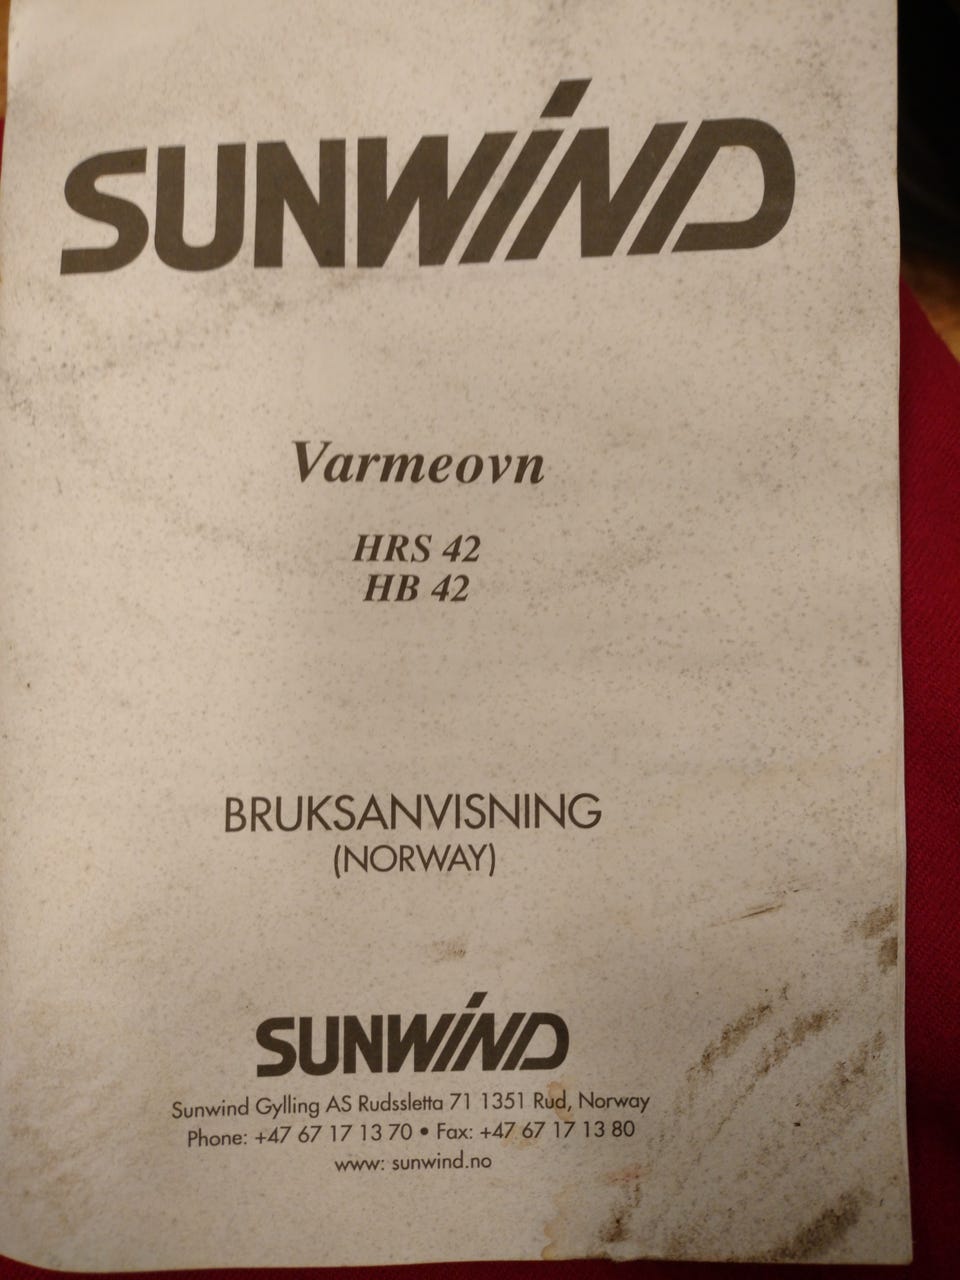 SUNWIND
Varmeovn
HRS 42
HB 42
BRUKSANVISNING
(NORWAY)
SUNWIND
Sunwind Gylling AS Rudssletta 71 1351 Rud, Norway
Phone: +47 67 17 13 70 • Fax: +47 67 17 13 80
www: sunwind.no